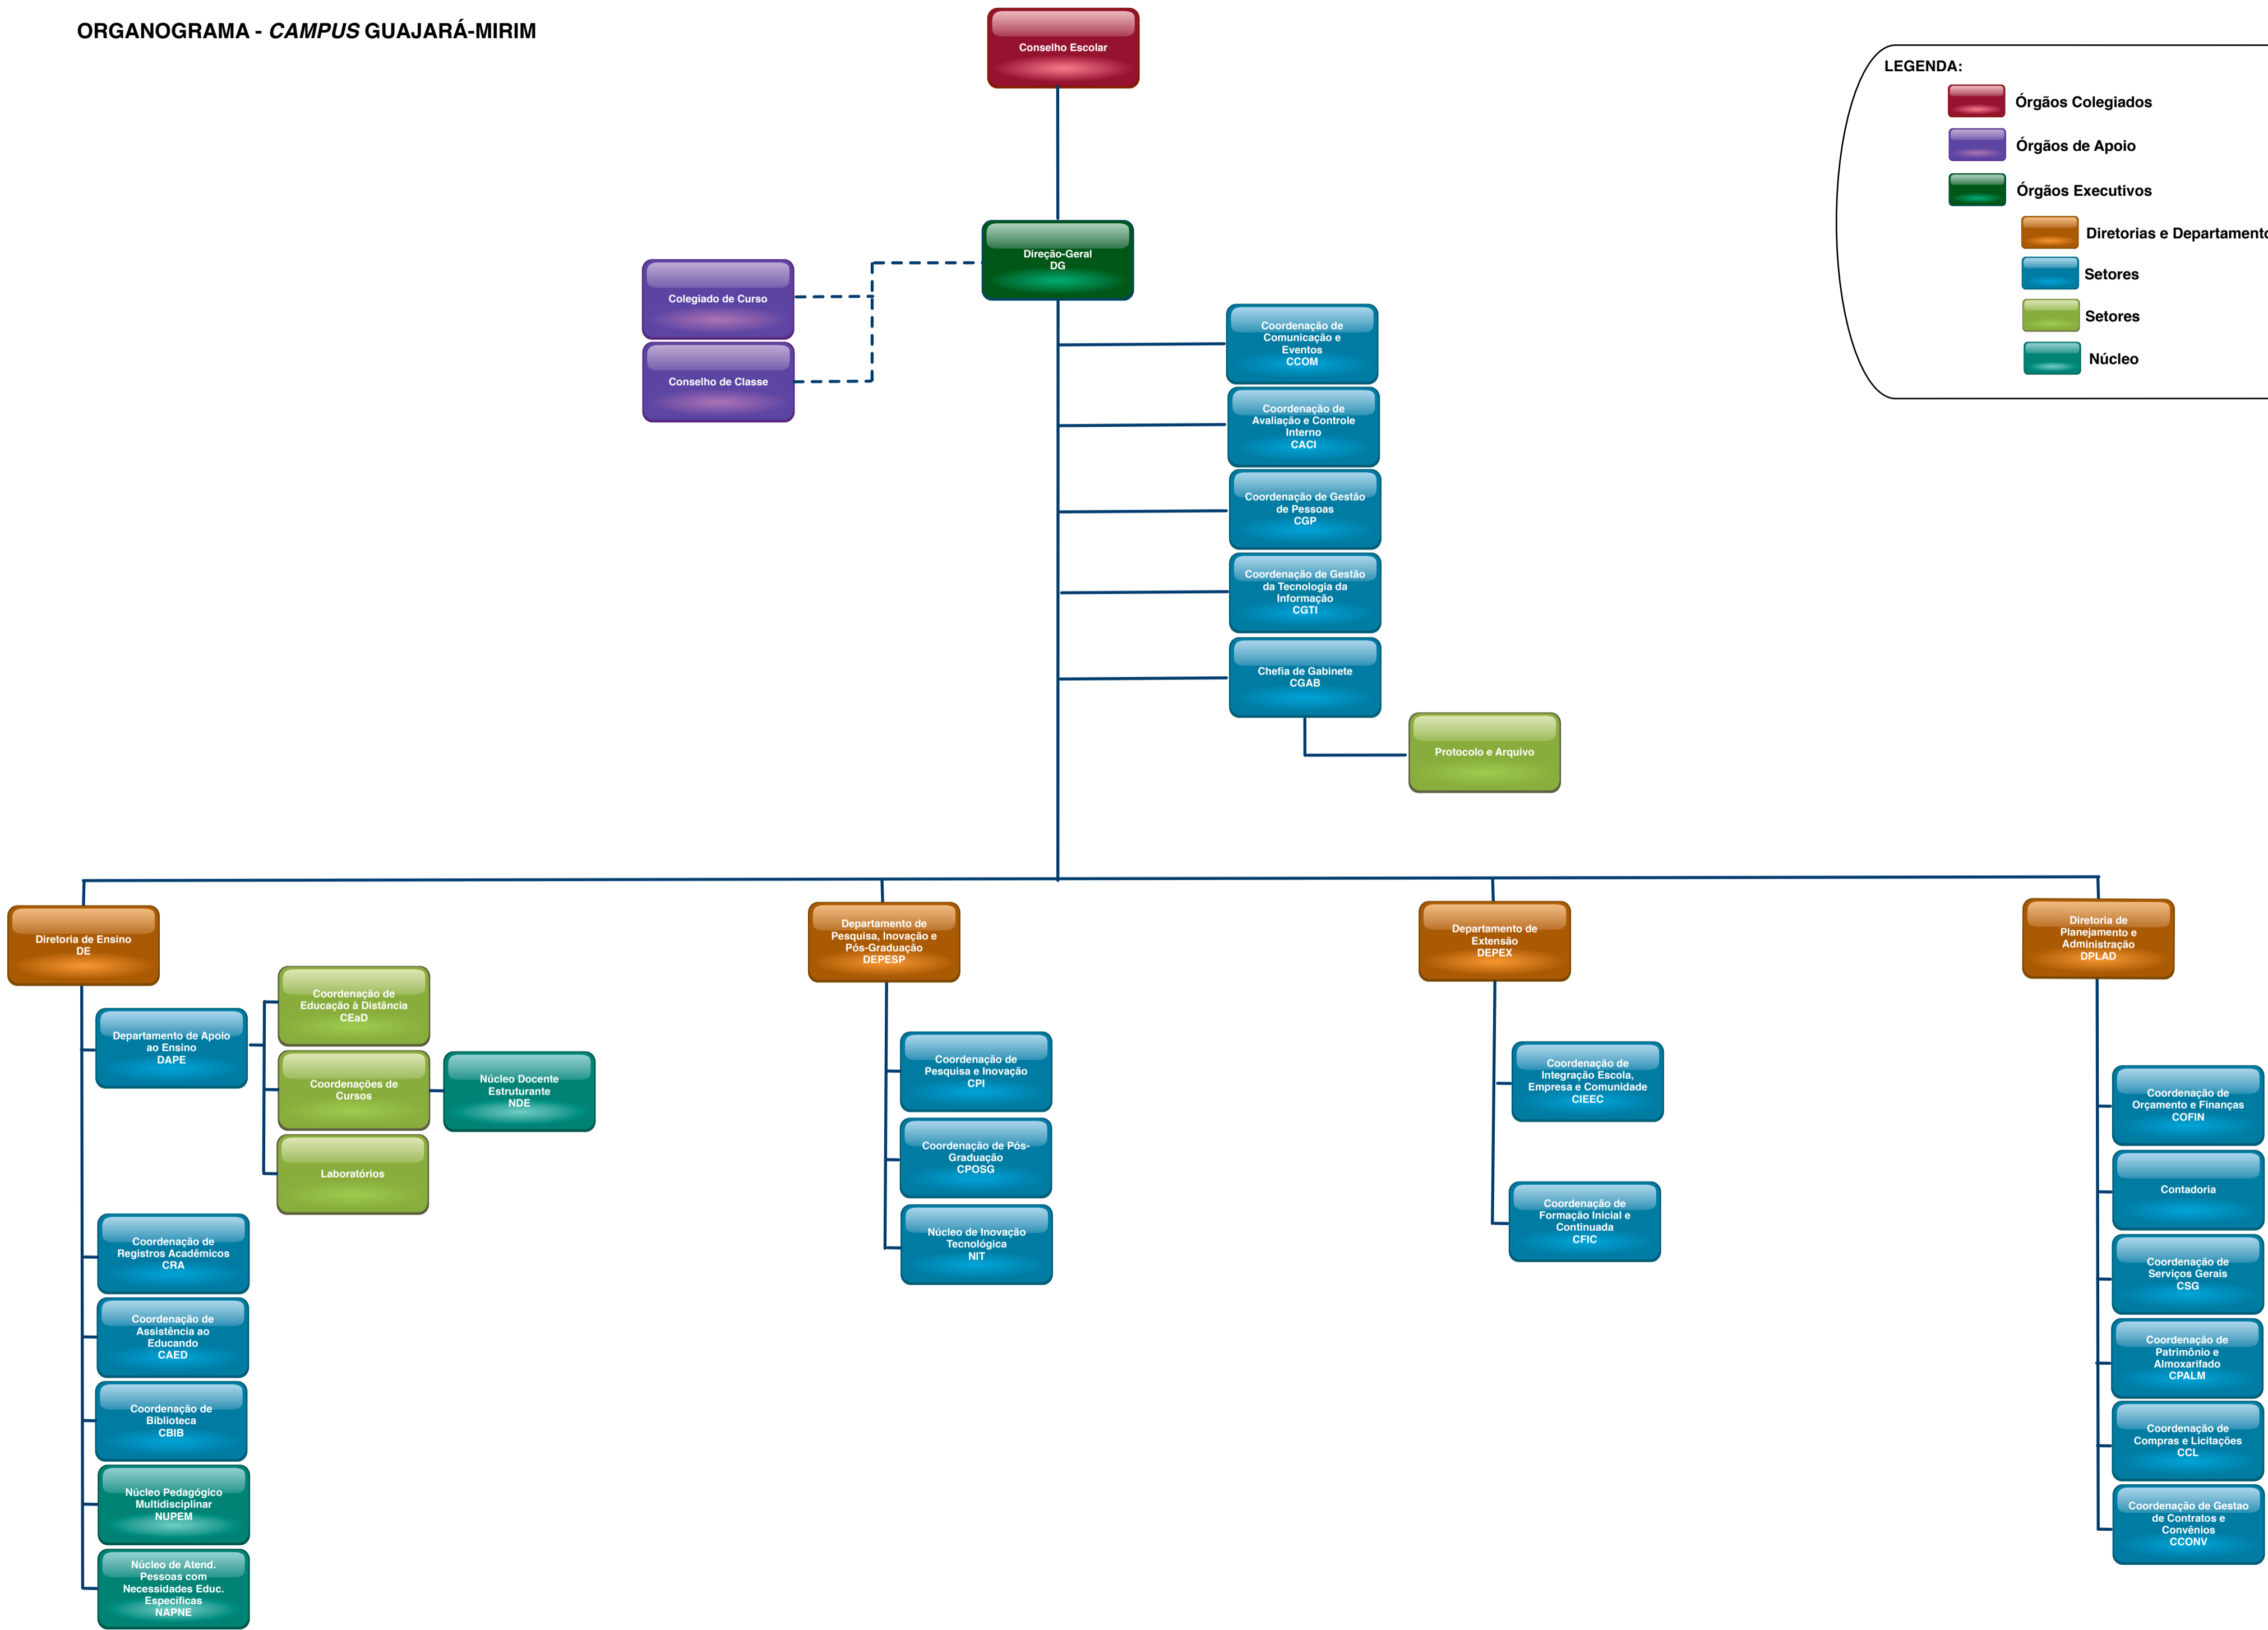 ORGANOGRAMA - CAMPUS GUAJARÁ-MIRIM
Conselho Escolar
LEGENDA:
Órgãos Colegiados
Órgãos de Apoio
Órgãos Executivos
Diretorias e Departamento
Setores
Setores
Núcleo
Direção-Geral
DG
Colegiado de Curso
Conselho de Classe
Coordenação de
Comunicação e
Eventos
CCOM
Coordenação de
Avaliação e Controle
Interno
CACI
Coordenação de Gestão
de Pessoas
CGP
Coordenação de Gestão
da Tecnologia da
Informação
CGTI
Chefia de Gabinete
CGAB
Protocolo e Arquivo
Diretoria de Ensino
DE
Departamento de Apoio
ao Ensino
DAPE
Coordenação de
Educação à Distância
CEaD
Coordenações de
Cursos
Núcleo Docente
Estruturante
NDE
Laboratórios
Coordenação de
Registros Acadêmicos
CRA
Coordenação de
Assistência ao
Educando
CAED
Coordenação de
Biblioteca
CBIB
Núcleo Pedagógico
Multidisciplinar
NUPEM
Núcleo de Atend.
Pessoas com
Necessidades Educ.
Específicas
NAPNE
Departamento de
Pesquisa, Inovação e
Pós-Graduação
DEPESP
Coordenação de
Pesquisa e Inovação
CPI
Coordenação de Pós-
Graduação
CPOSG
Núcleo de Inovação
Tecnológica
NIT
Departamento de
Extensão
DEPEX
Coordenação de
Integração Escola,
Empresa e Comunidade
CIEEC
Coordenação de
Formação Inicial e
Continuada
CFIC
Diretoria de
Planejamento e
Administração
DPLAD
Coordenação de
Orçamento e Finanças
COFIN
Contadoria
Coordenação de
Serviços Gerais
CSG
Coordenação de
Patrimônio e
Almoxarifado
CPALM
Coordenação de
Compras e Licitações
CCL
Coordenação de Gestao
de Contratos e
Convênios
CCONV